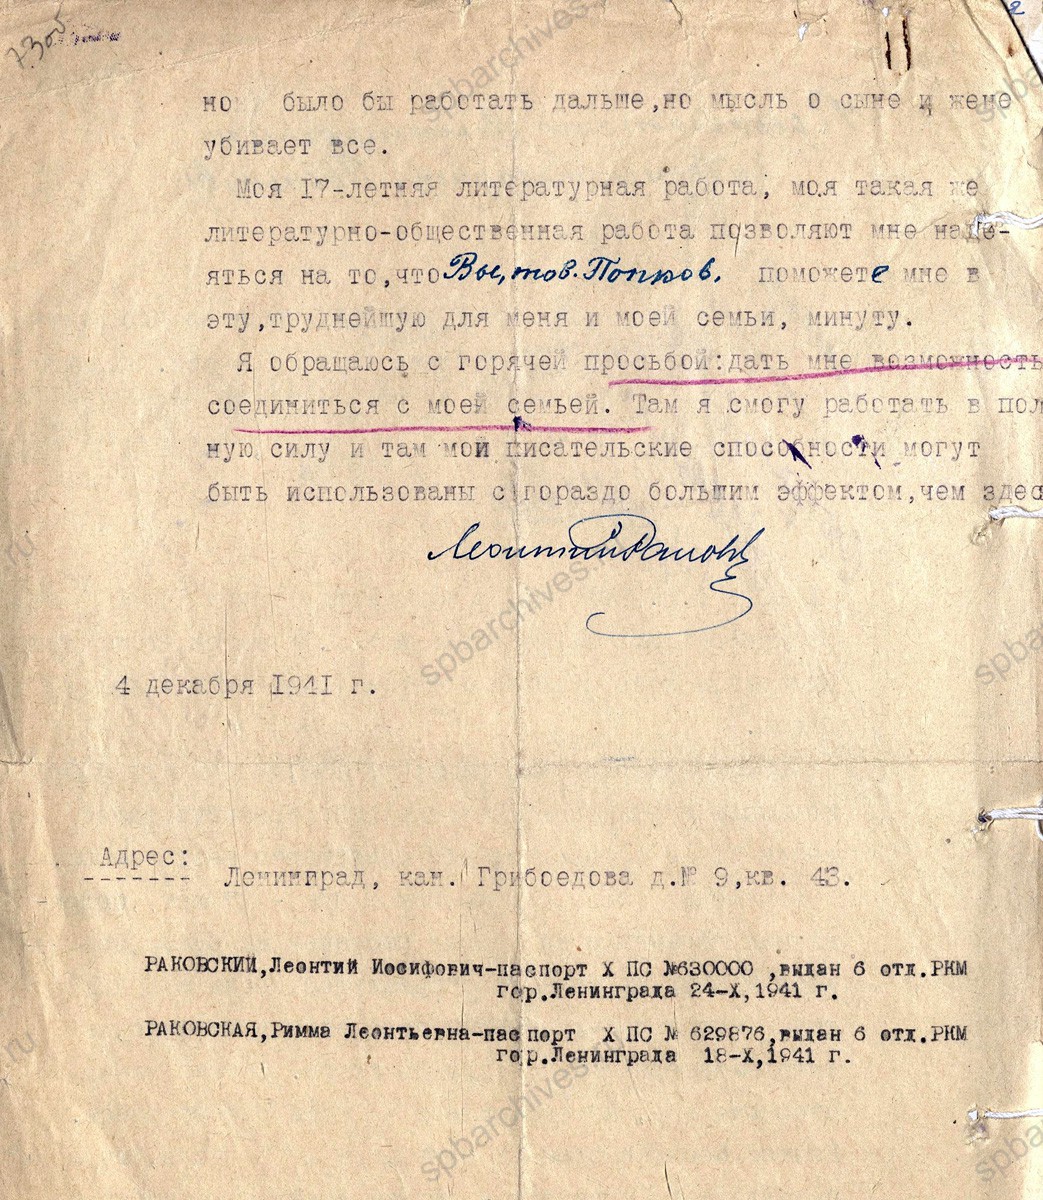 2
но было бы работать дальше,но мысль о сыне и жене
убивает все.
Моя 17-летняя литературная работа, моя такая же
литературно-общественная работа позволяют мне наде-
яться на то,что Вы, тов. Попков, поможете мне в
эту,труднейшую для меня и моей семьи, минуту.
Я обращаюсь с горячей просьбой:дать мне возможность
соединиться с моей семьей. Там я смогу работать в пол
ную силу и там мои писательские способности могут
быть использованы с гораздо большим эффектом,чем здес
Леонтий Раковский
4 декабря 1941 г.
Адрес:
Ленинград, кан. Грибоедова д.№ 9,кв. 43.
РАКОВСКИЙ,Леонтий Иосифович-паспорт X ПС №630000 ,выдан 6 отд.РКМ
гор.Ленинграда 24-X,1941 г.
РАКОВСКАЯ,Римма Леонтьевна-паспорт X ПС № 629876,выдан 6 отд.РКМ
гор.Ленинграда 18-X,1941 г.
spbarchives.ru